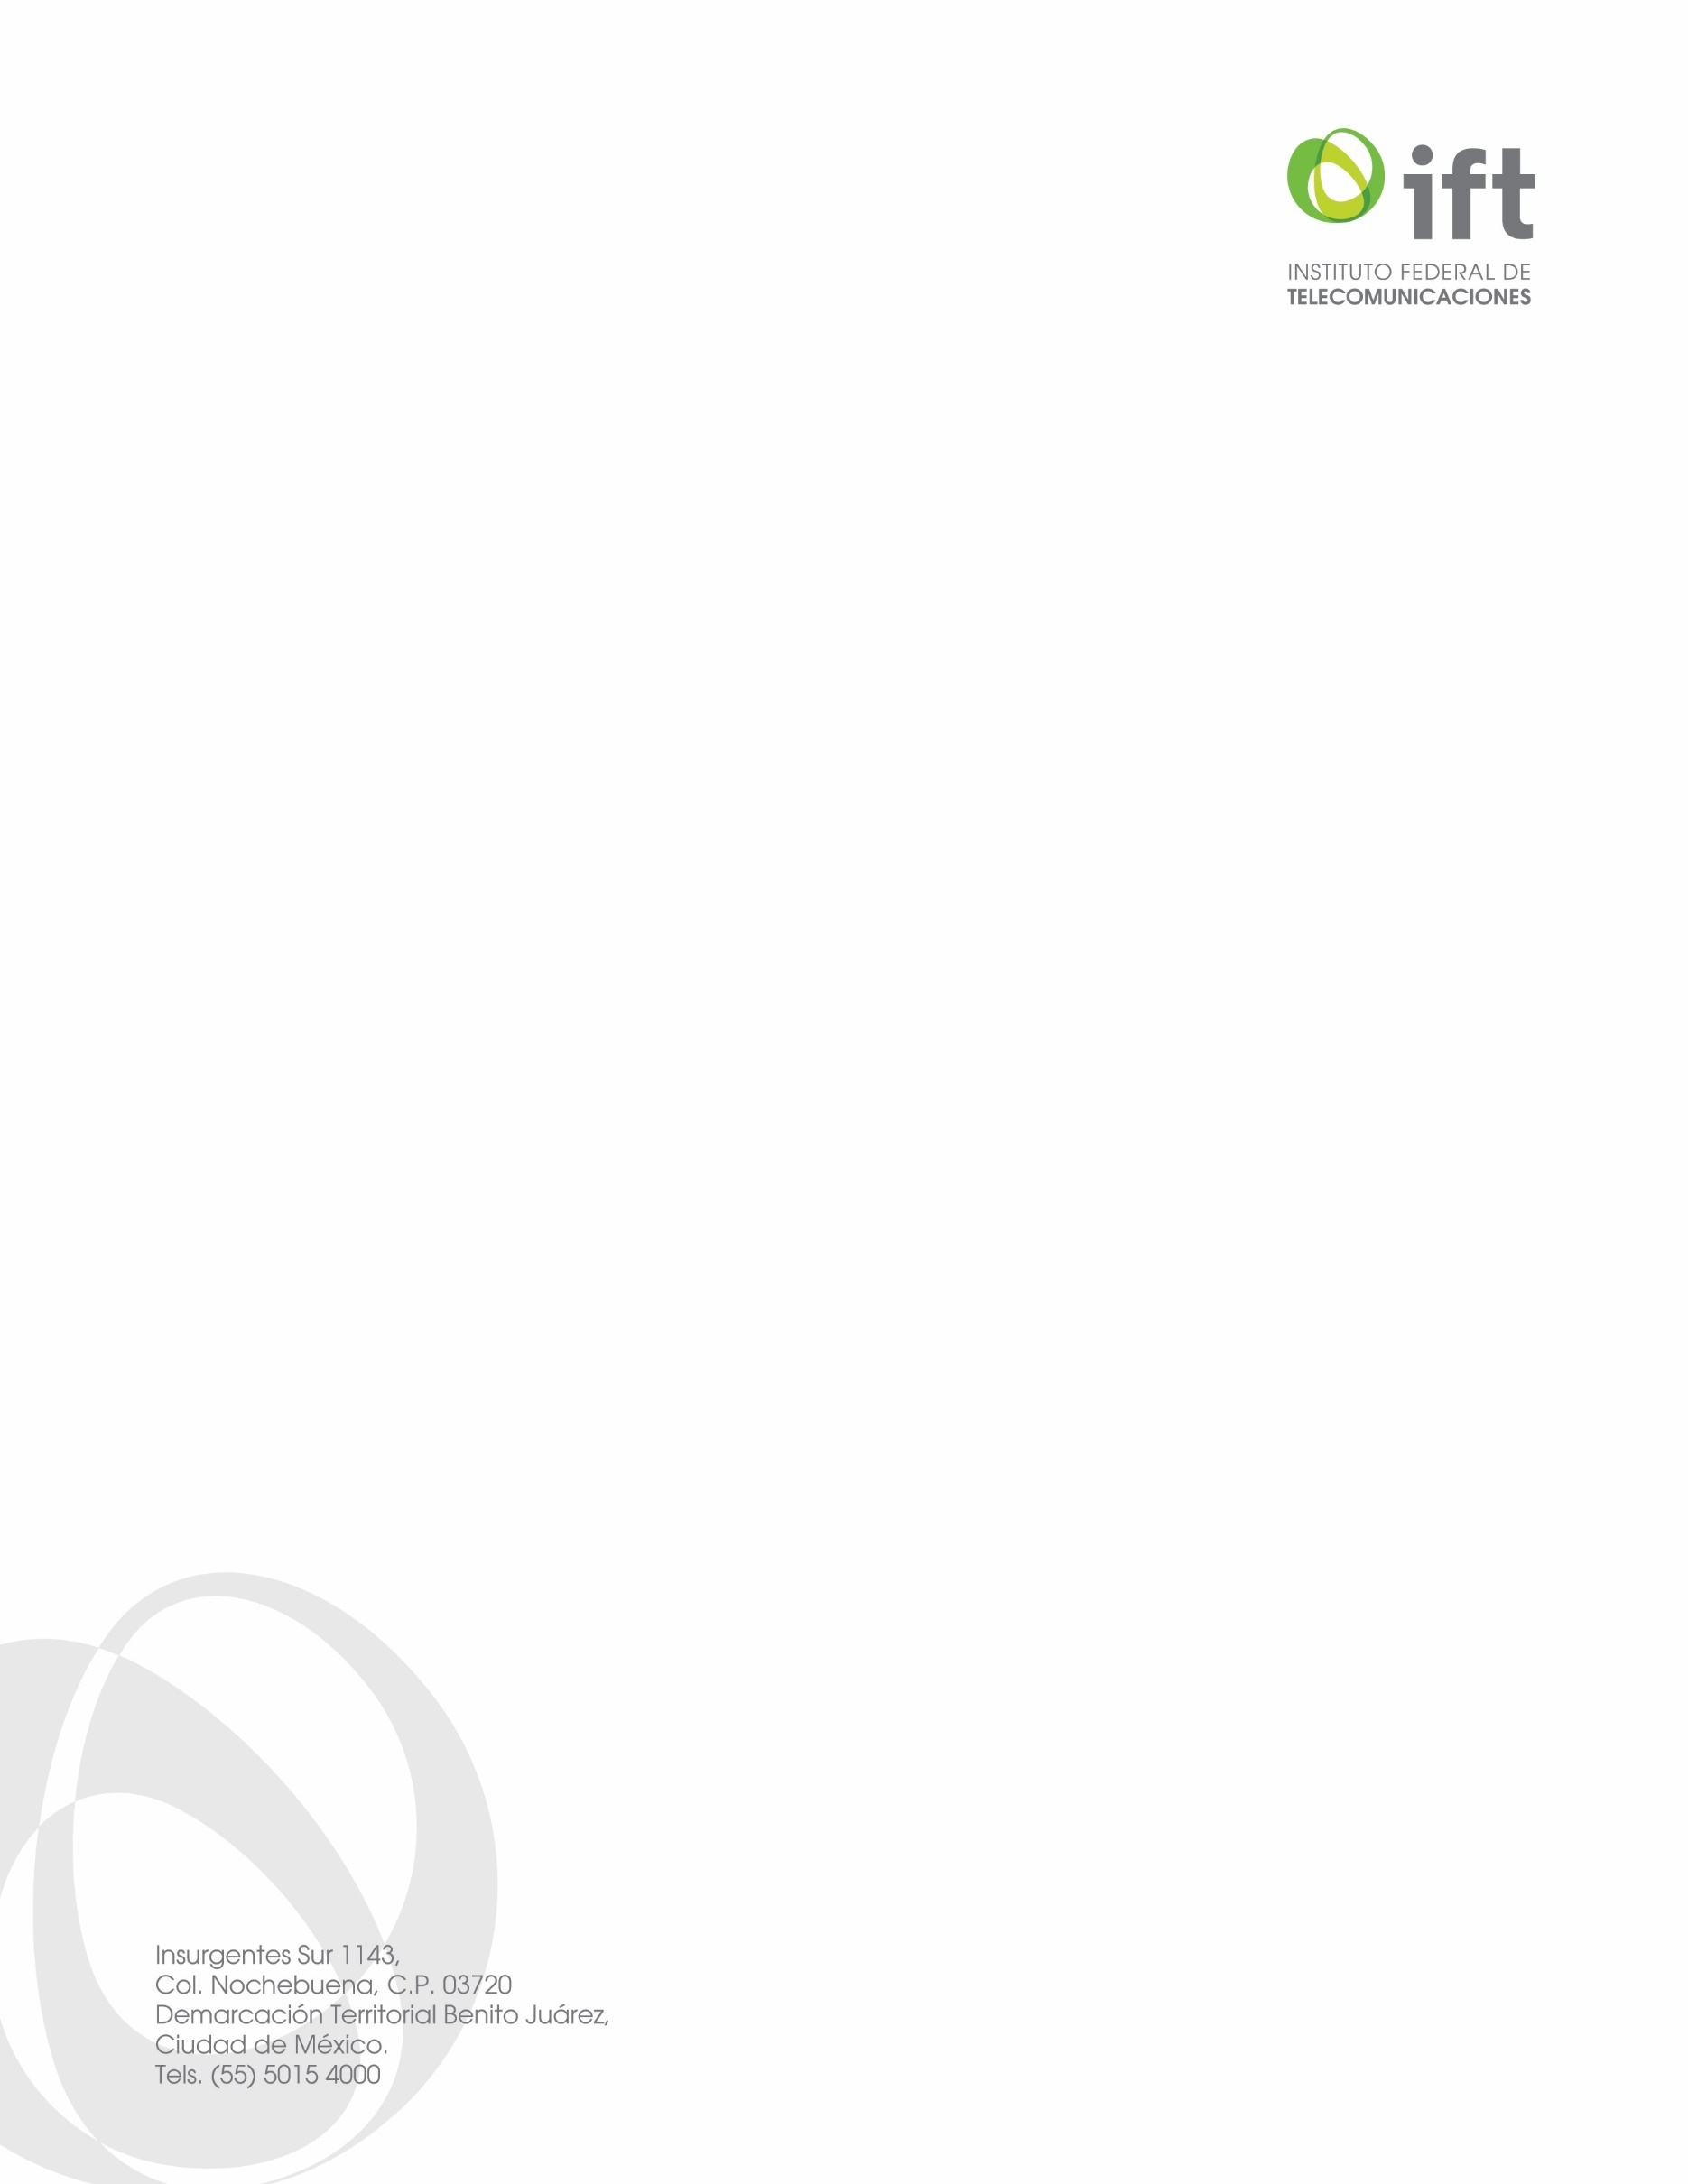 ift
INSTITUTO FEDERAL DE
TELECOMUNICACIONES
Insurgentes Sur 1143,
Col. Nochebuena, C.P. 03720
Demarcación Territorial Benito Juárez,
Ciudad de México.
Tels. (55) 5015 4000